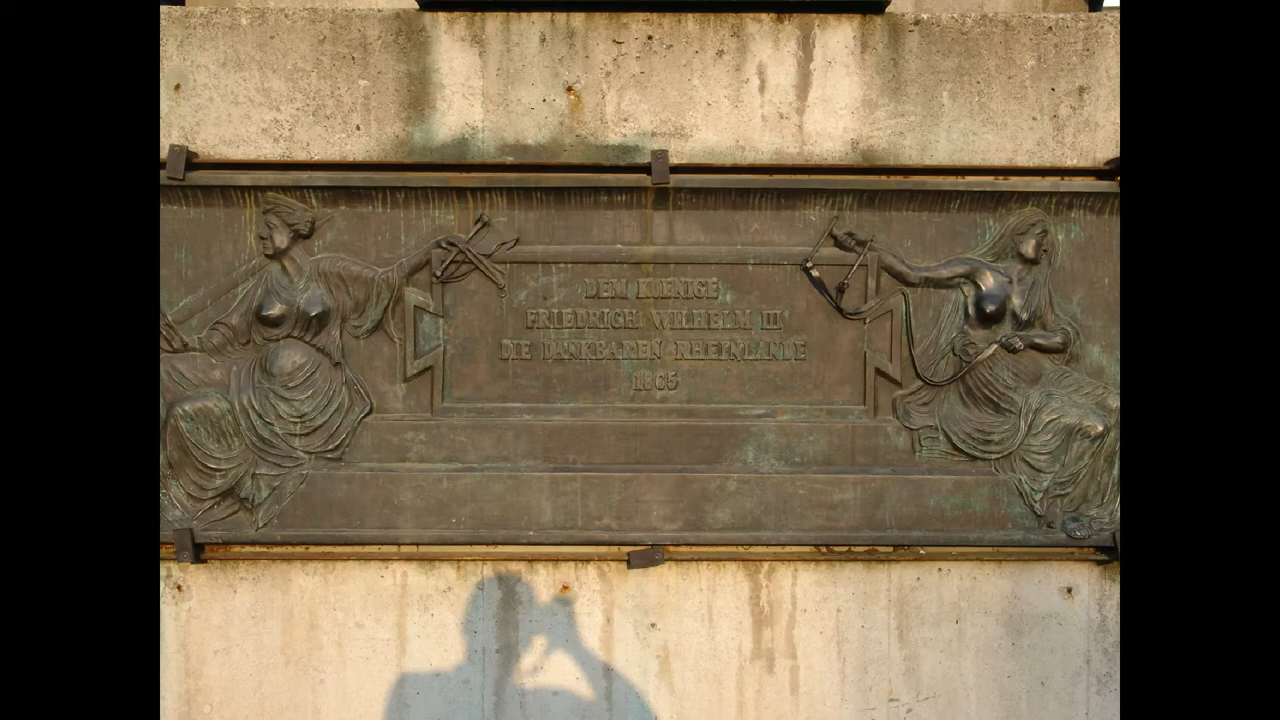 DEM KOENIGE
FRIEDRICH WILHELM III
DIE DANKBAREN RHEINLANDE
1865